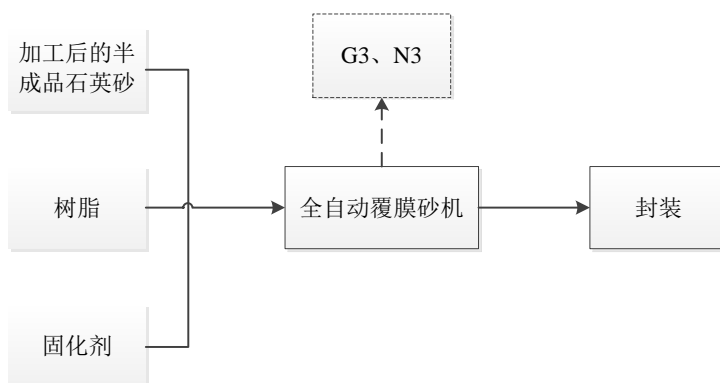 加工后的半
成品石英砂
G3、N3
树脂
全自动覆膜砂机
封装
固化剂